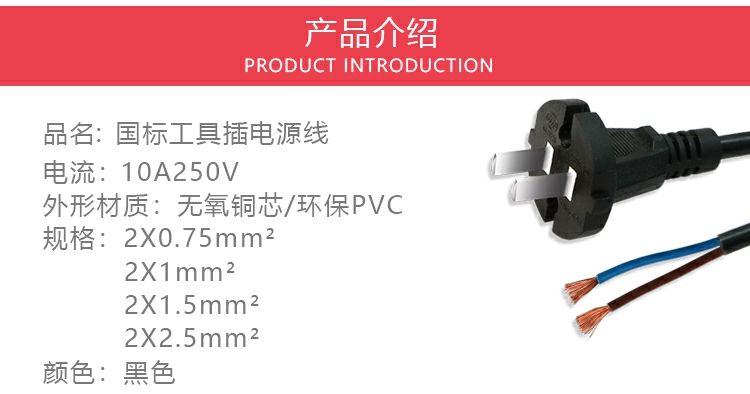 产品介绍
PRODUCT INTRODUCTION
品名: 国标工具插电源线
电流：10A250V
外形材质：无氧铜芯/环保PVC
规格：2X0.75mm²
2X1mm²
2X1.5mm²
2X2.5mm²
颜色：黑色